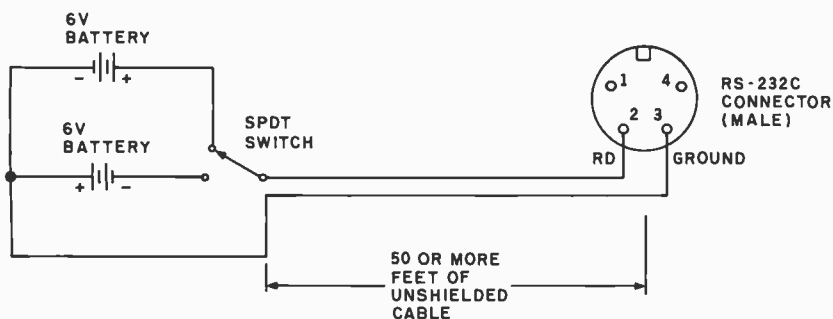 6V
BATTERY
- +
6V
BATTERY
+ -
SPDT
SWITCH
1 4
2 3
RD GROUND
RS-232C
CONNECTOR
(MALE)
50 OR MORE
FEET OF
UNSHIELDED
CABLE